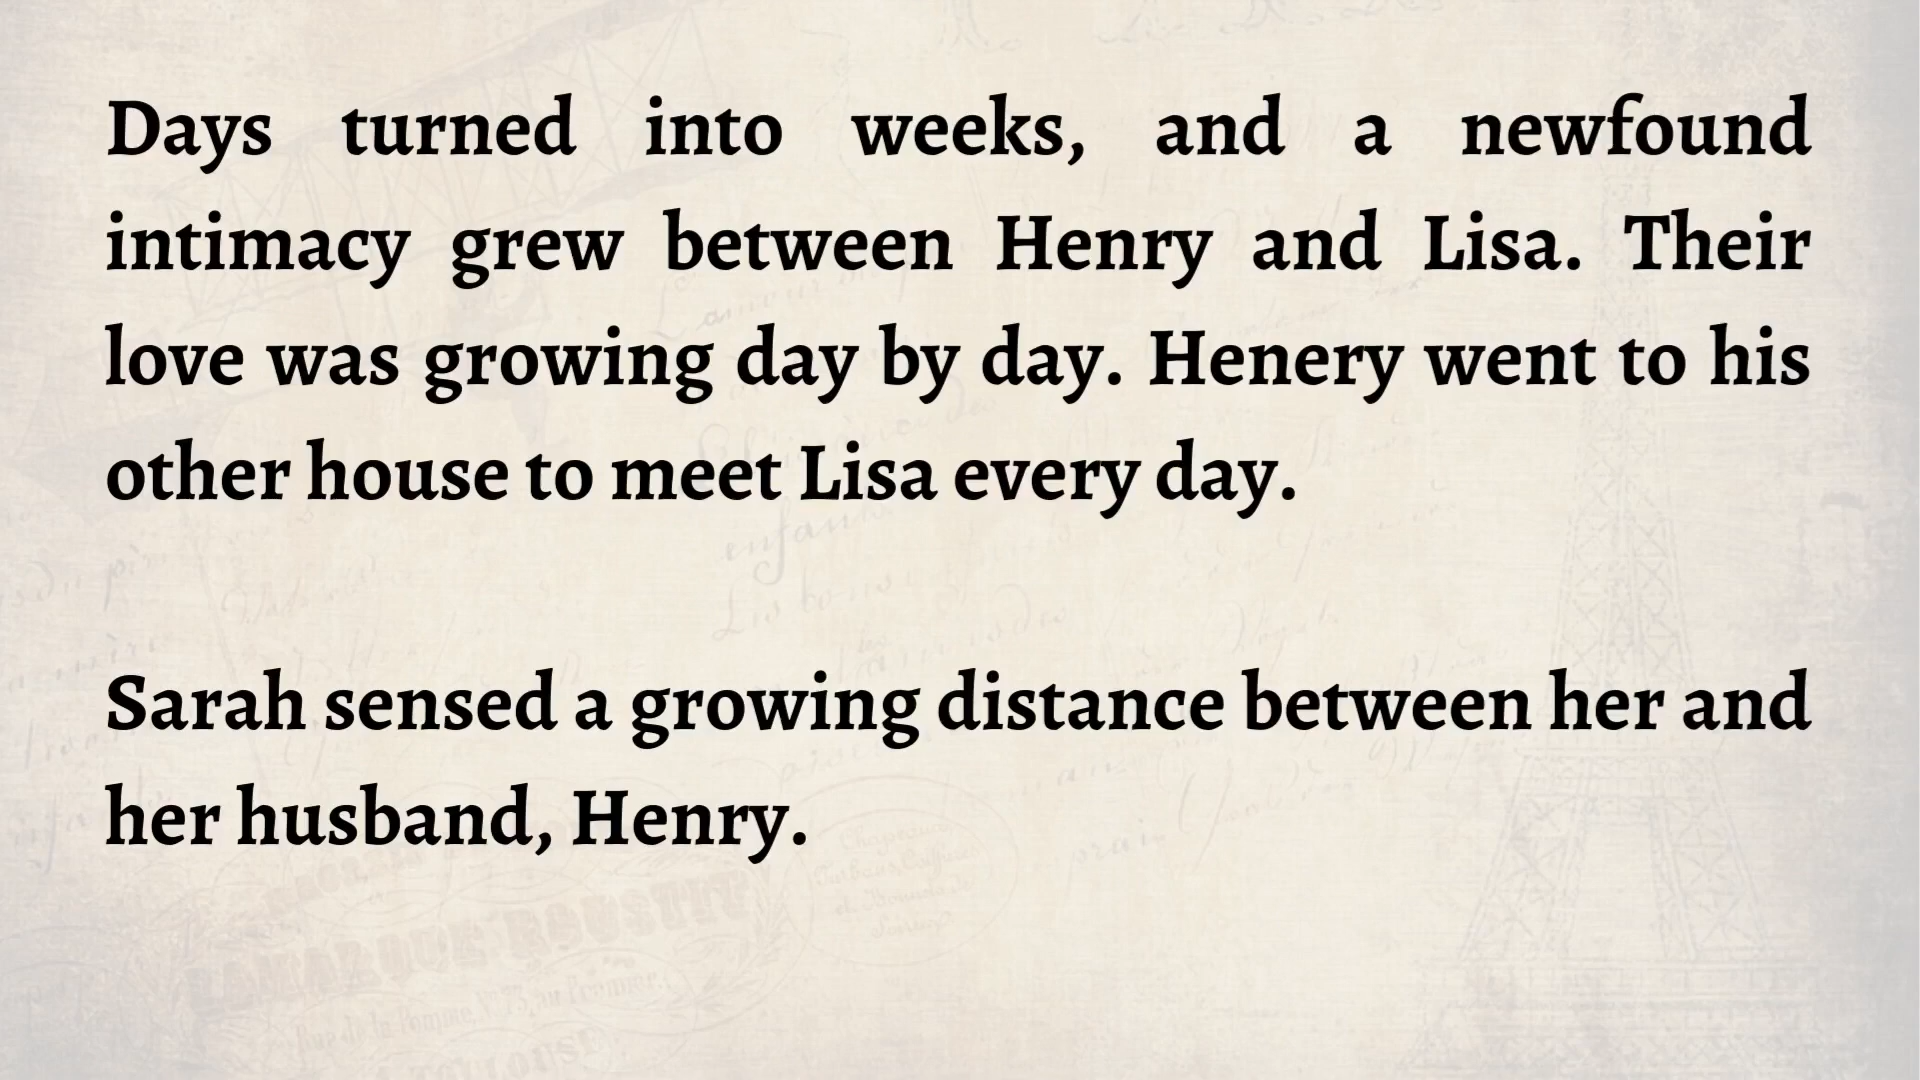 Days turned into weeks, and a newfound
intimacy grew between Henry and Lisa. Their
love was growing day by day. Henery went to his
other house to meet Lisa every day.
Sarah sensed a growing distance between her and
her husband, Henry.